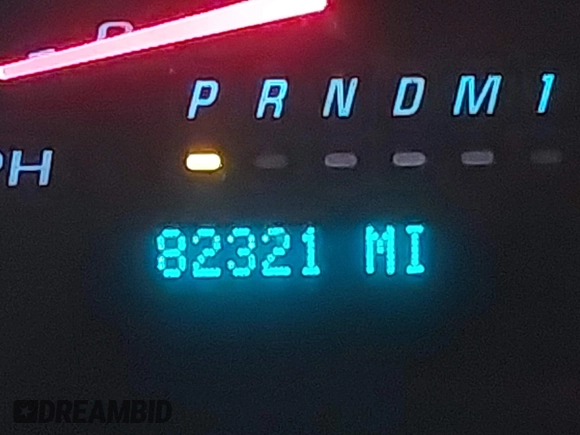 P R N D M 1
PH
82321 MI
DREAMBID